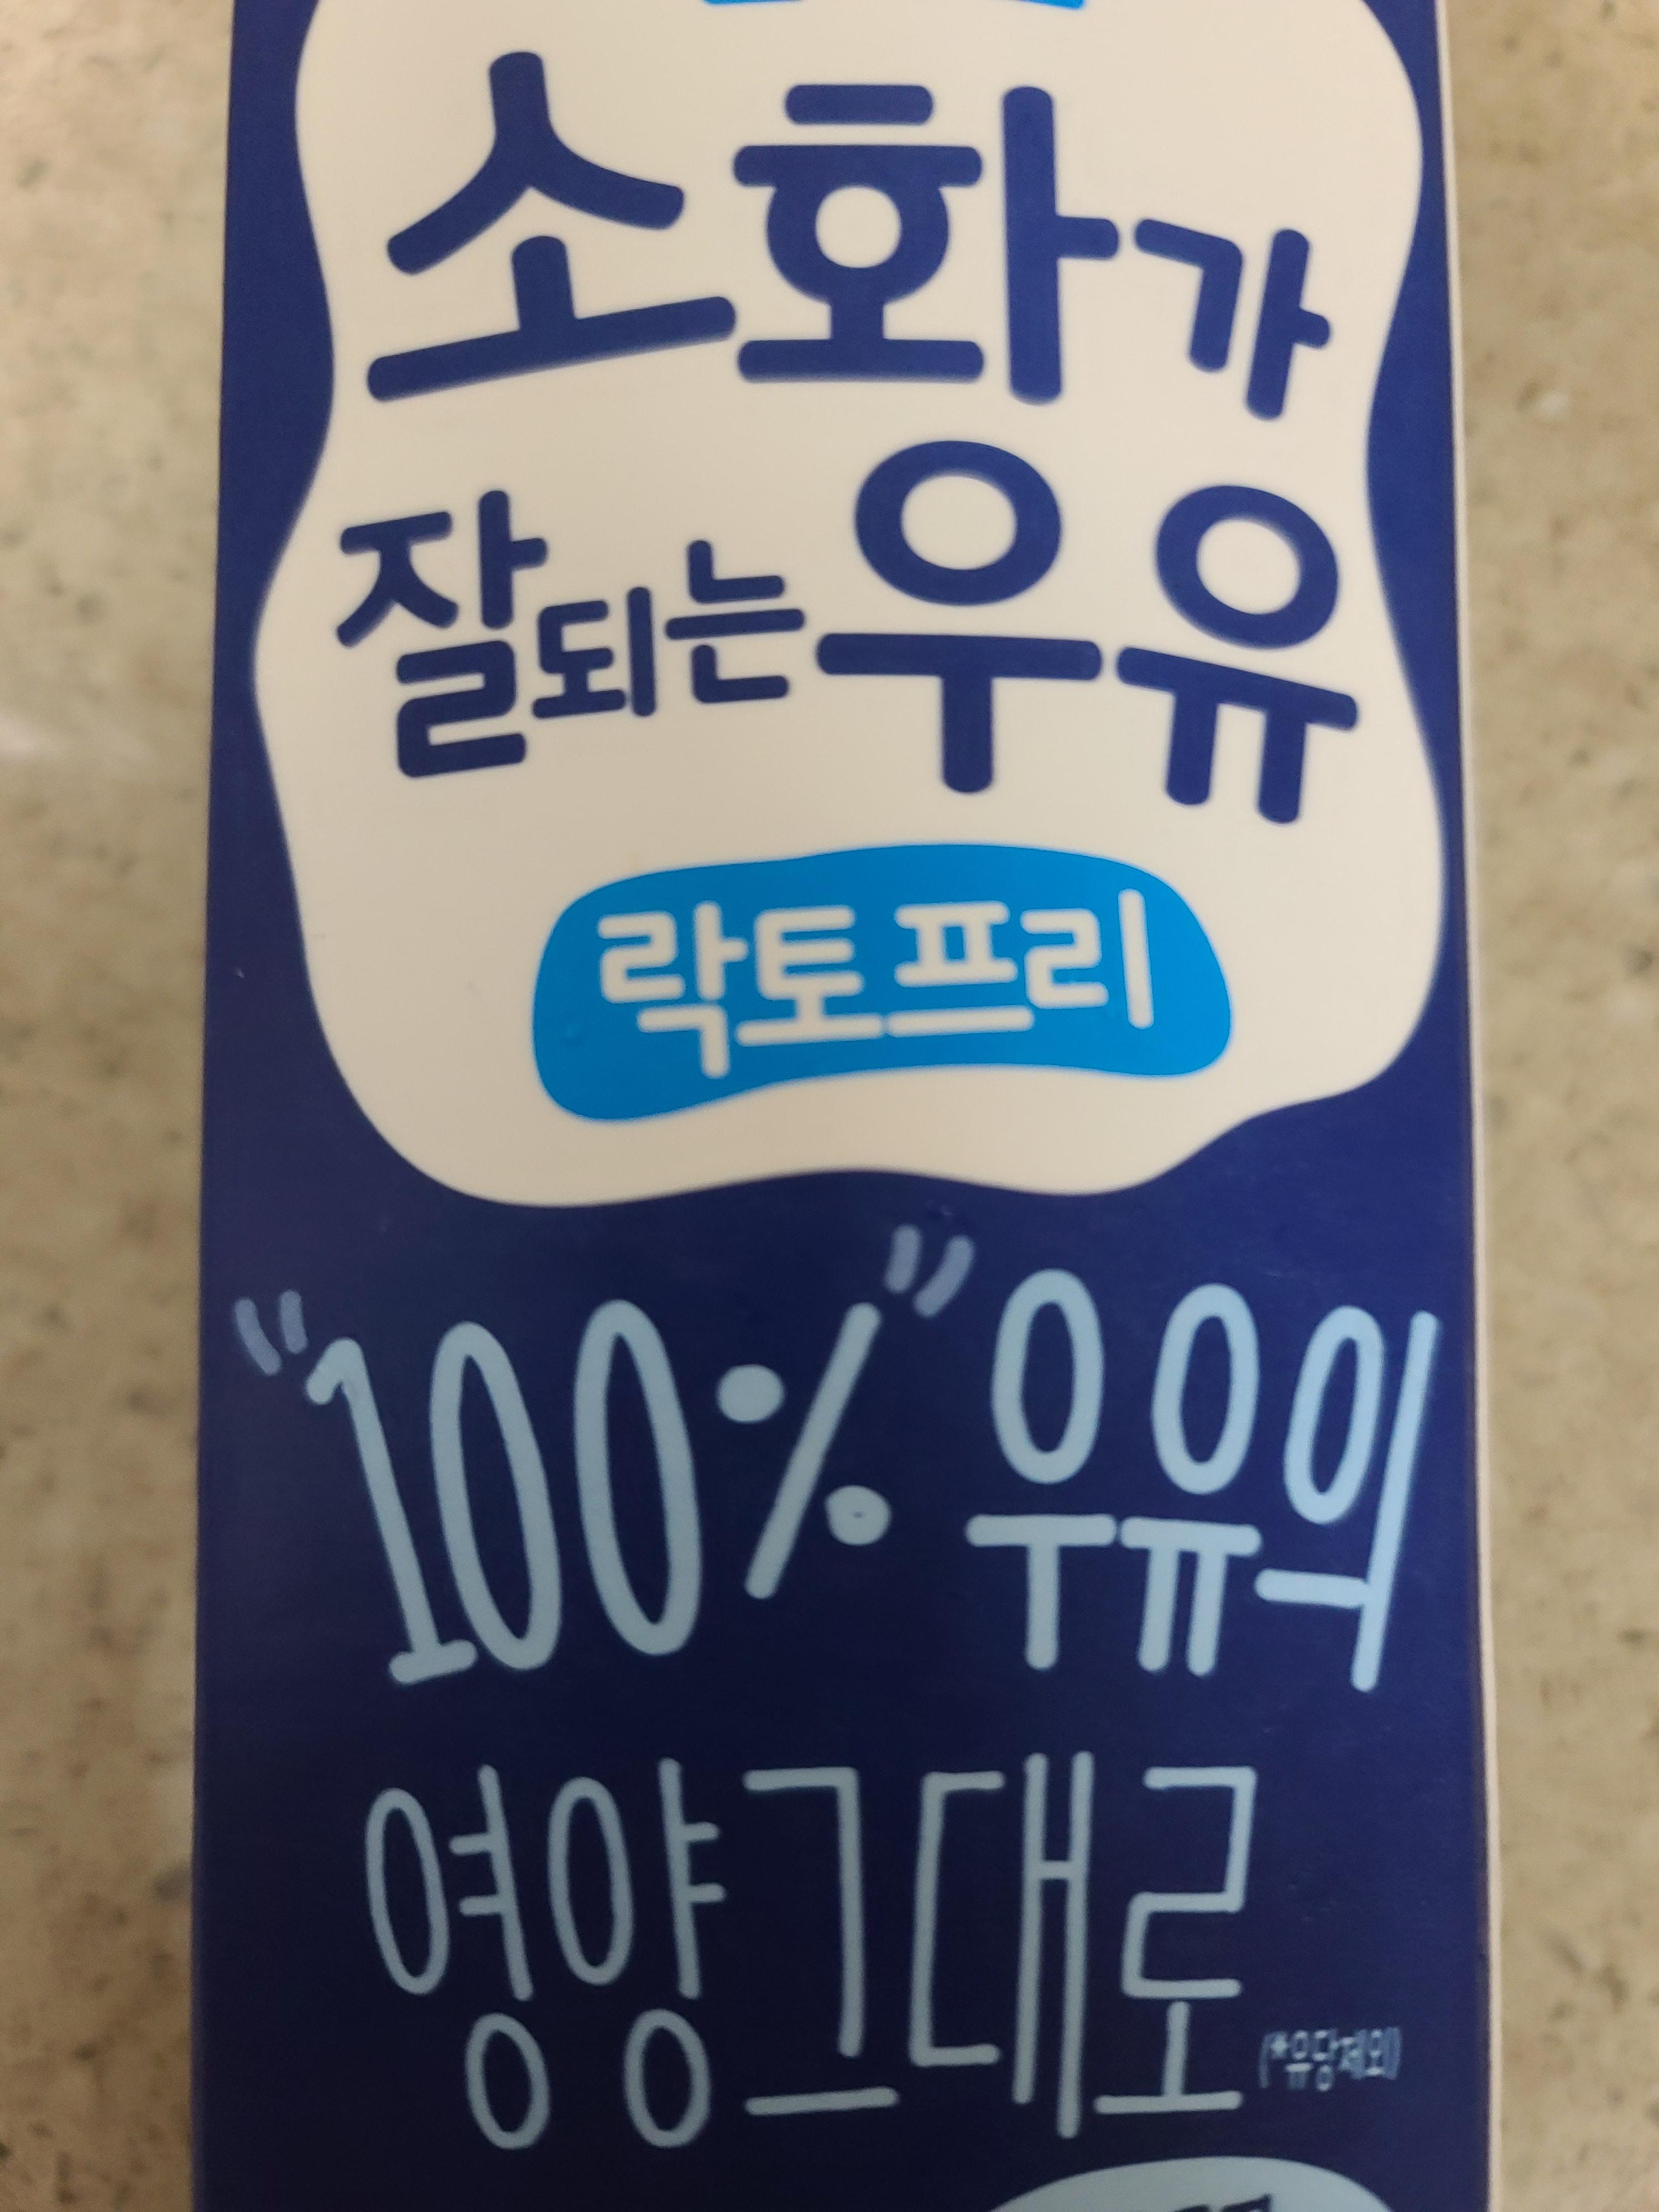 소화가
잘되는우유
락토프리
"100%" 우유의
영양그대로
(*유당제외)